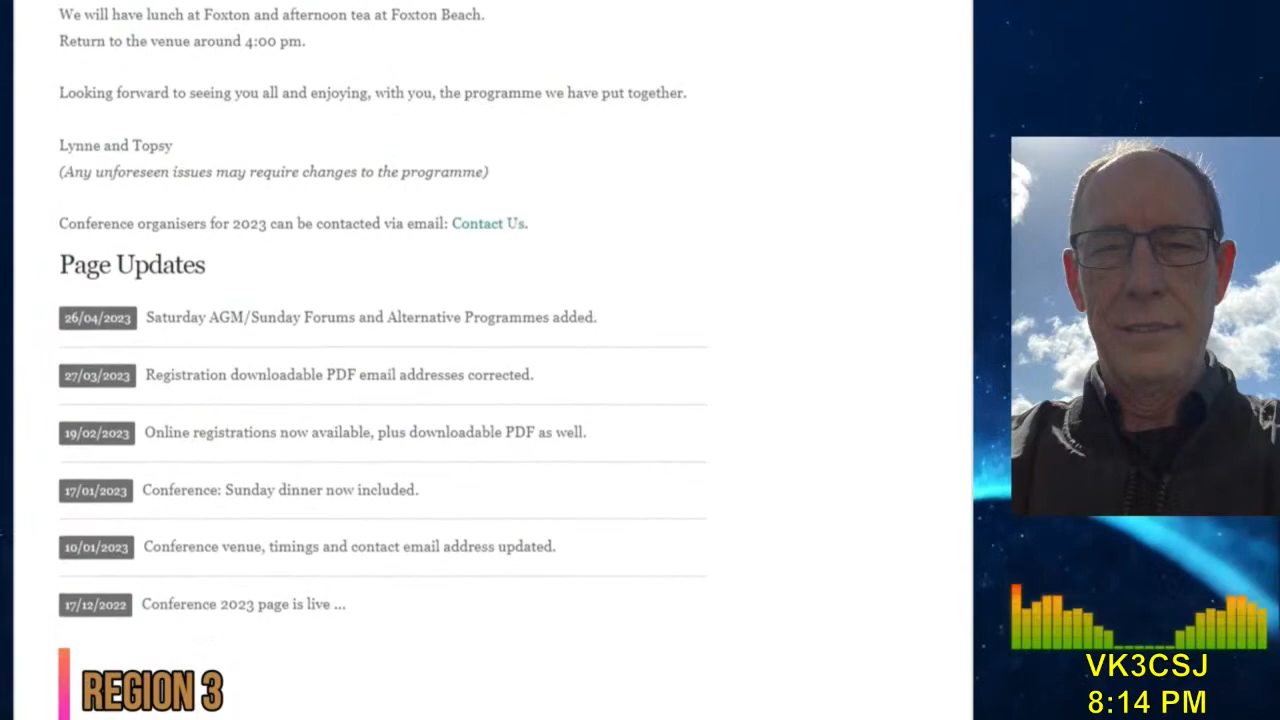 We will have lunch at Foxton and afternoon tea at Foxton Beach.
Return to the venue around 4:00 pm.
Looking forward to seeing you all and enjoying, with you, the programme we have put together.
Lynne and Topsy
(Any unforeseen issues may require changes to the programme)
Conference organisers for 2023 can be contacted via email: Contact Us.
Page Updates
26/04/2023 Saturday AGM/Sunday Forums and Alternative Programmes added.
27/03/2023 Registration downloadable PDF email addresses corrected.
19/02/2023 Online registrations now available, plus downloadable PDF as well.
17/01/2023 Conference: Sunday dinner now included.
10/01/2023 Conference venue, timings and contact email address updated.
17/12/2022 Conference 2023 page is live ...
REGION 3
VK3CSJ
8:14 PM